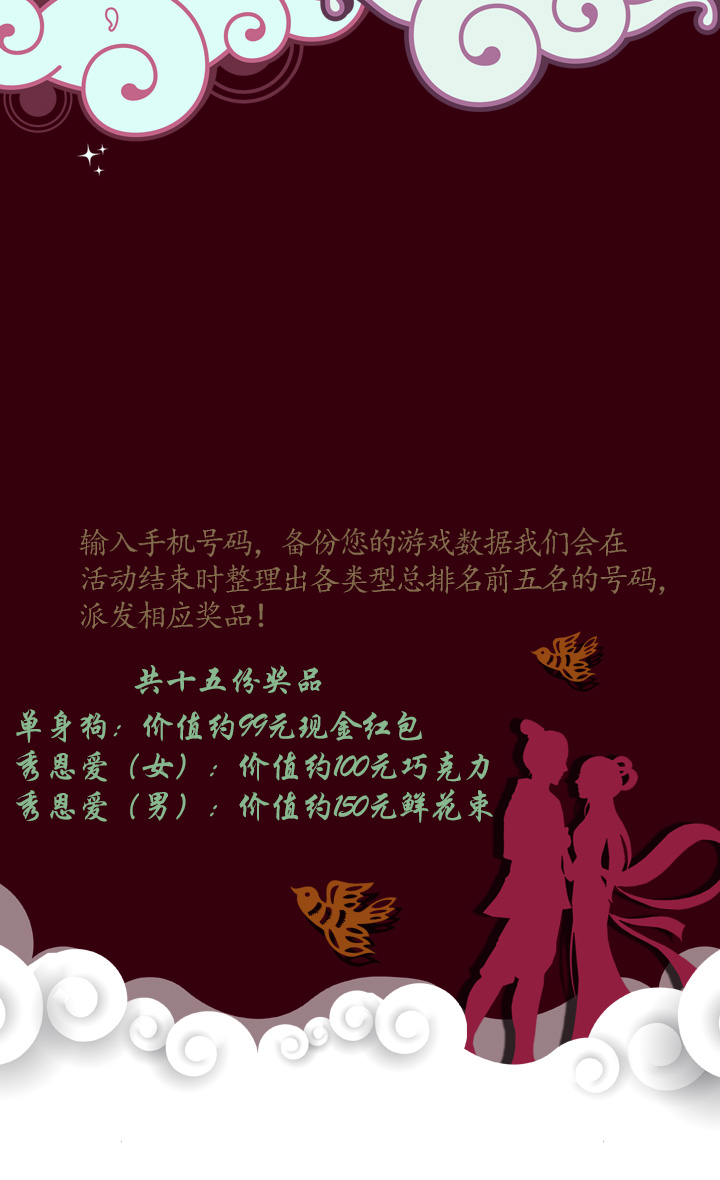 输入手机号码，备份您的游戏数据我们会在
活动结束时整理出各类型总排名前五名的号码，
派发相应奖品！
共十五份奖品
单身狗：价值约99元现金红包
秀恩爱（女）：价值约100元巧克力
秀恩爱（男）：价值约150元鲜花束